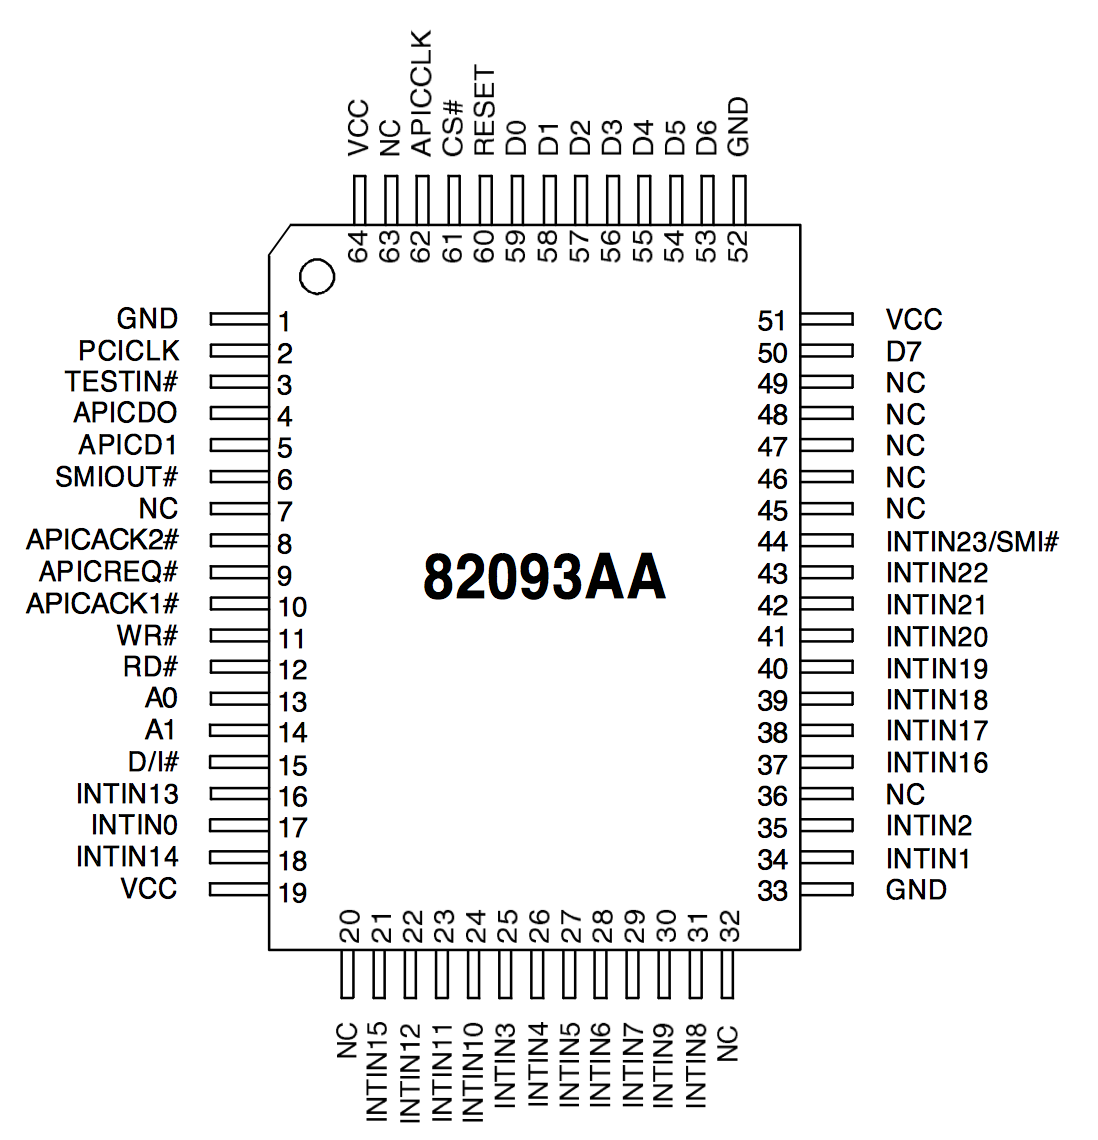 VCC
NC
APICCLK
CS#
RESET
D0
D1
D2
D3
D4
D5
D6
GND
64 63 62 61 60 59 58 57 56 55 54 53 52
GND 1
PCICLK 2
TESTIN# 3
APICDO 4
APICD1 5
SMIOUT# 6
NC 7
APICACK2# 8
APICREQ# 9
APICACK1# 10
WR# 11
RD# 12
A0 13
A1 14
D/I# 15
INTIN13 16
INTIN0 17
INTIN14 18
VCC 19
82093AA
51 VCC
50 D7
49 NC
48 NC
47 NC
46 NC
45 NC
44 INTIN23/SMI#
43 INTIN22
42 INTIN21
41 INTIN20
40 INTIN19
39 INTIN18
38 INTIN17
37 INTIN16
36 NC
35 INTIN2
34 INTIN1
33 GND
20 21 22 23 24 25 26 27 28 29 30 31 32
NC
INTIN15
INTIN12
INTIN11
INTIN10
INTIN3
INTIN4
INTIN5
INTIN6
INTIN7
INTIN9
INTIN8
NC